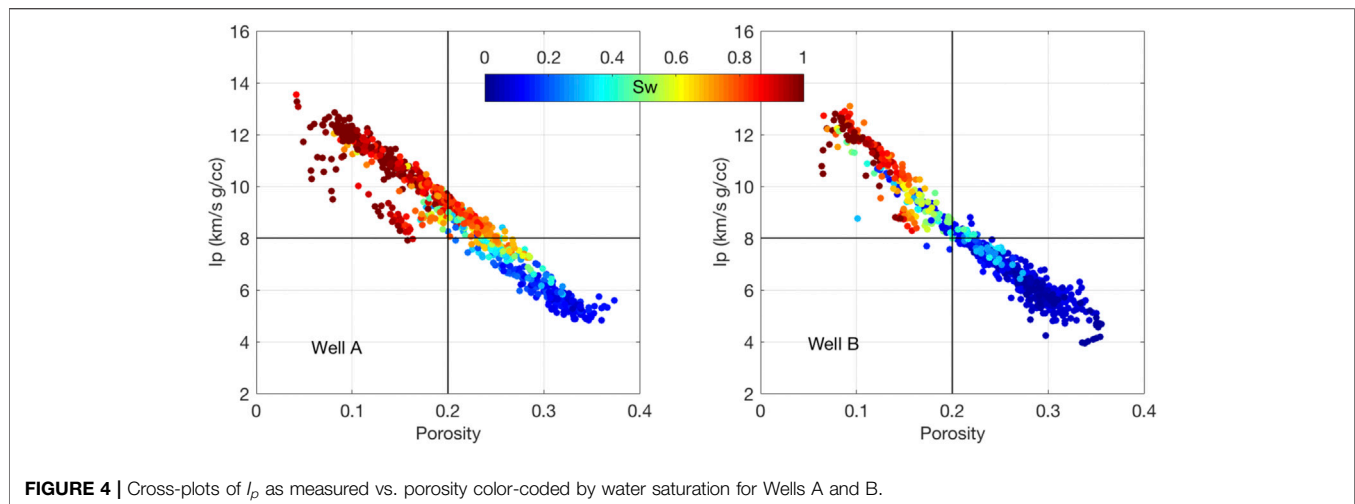 16
14
12
10
8
6
4
2
Ip (km/s g/cc)
0 0.1 0.2 0.3 0.4
Porosity
Well A
0 0.2 0.4 0.6 0.8 1
Sw
16
14
12
10
8
6
4
2
Ip (km/s g/cc)
0 0.1 0.2 0.3 0.4
Porosity
Well B
FIGURE 4 | Cross-plots of Ip as measured vs. porosity color-coded by water saturation for Wells A and B.